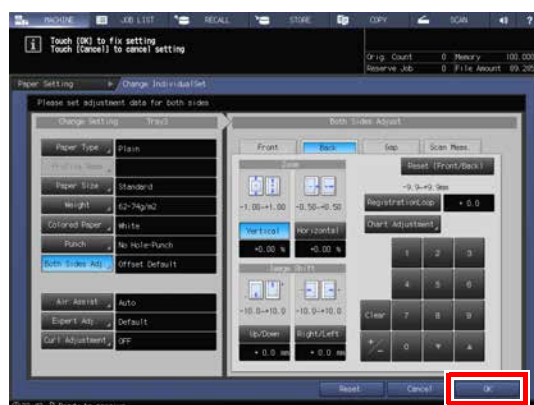 MACHINE JOB LIST RECALL STORE COPY SCAN ?
Touch [OK] to fix setting
Touch [Cancel] to cancel setting
Orig. Count 0 Memory 100.000
Reserve Job 0 File Amount
Paper Setting Change IndividualSet
Please set adjustment data for both sides
Change Setting Tray3
Both Sides Adjust
Paper Type Plain
Paper Size Standard
Weight 62-74g/m2
Colored Paper White
Punch No Hole-Punch
Both Sides Adj. Offset Default
Air Assist Auto
Expert Adj. Default
Curl Adjustment OFF
Front Back Gap Scan Meas.
Zoom
-1.00~+1.00 -0.50~+0.50
Vertical Horizontal
+0.00 % +0.00 %
Image Shift
-10.0~+10.0 -10.0~+10.0
Up/Down Right/Left
+ 0.0 mm + 0.0 mm
Reset (Front/Back)
-9.9~+9.9mm
RegistrationLoop + 0.0
Chart Adjustment
1 2 3
4 5 6
Clear 7 8 9
+/- 0 ▼ ▲
Reset Cancel OK